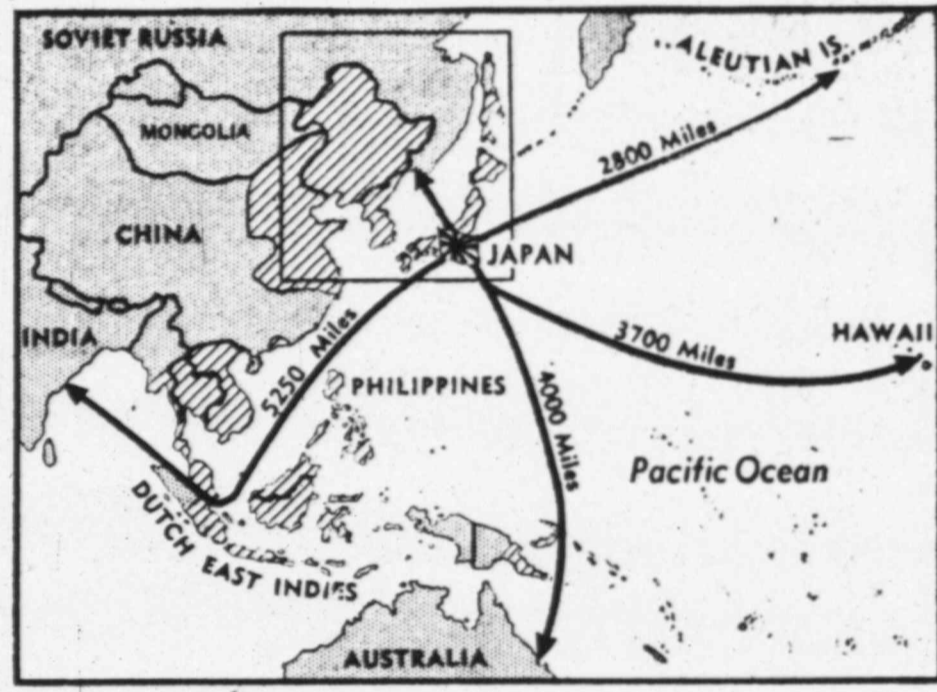 SOVIET RUSSIA
ALEUTIAN IS.
MONGOLIA
2800 Miles
CHINA
JAPAN
INDIA
5250 Miles
3700 Miles
HAWAII
PHILIPPINES
4000 Miles
Pacific Ocean
DUTCH EAST INDIES
AUSTRALIA